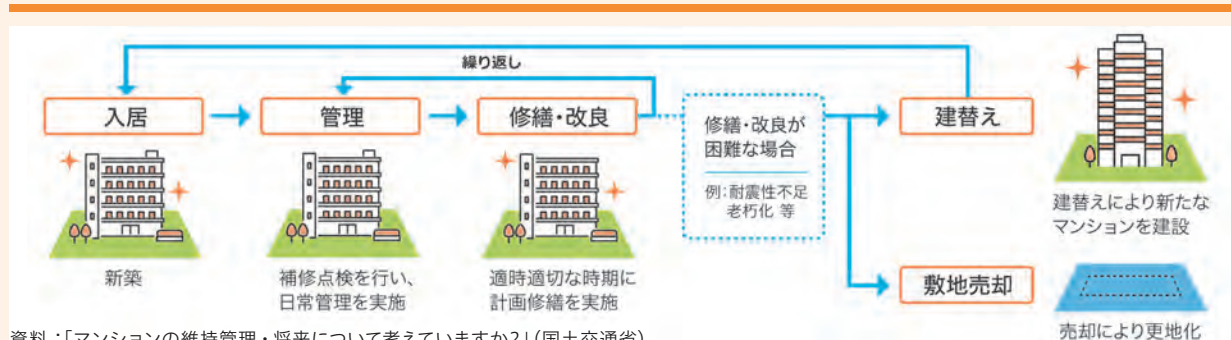 繰り返し
入居
管理
修繕・改良
修繕・改良が
困難な場合
例:耐震性不足
老朽化 等
建替え
敷地売却
新築
補修点検を行い、
日常管理を実施
適時適切な時期に
計画修繕を実施
建替えにより新たな
マンションを建設
売却により更地化
資料:「マンションの維持管理・将来について考えていますか?」(国土交通省)